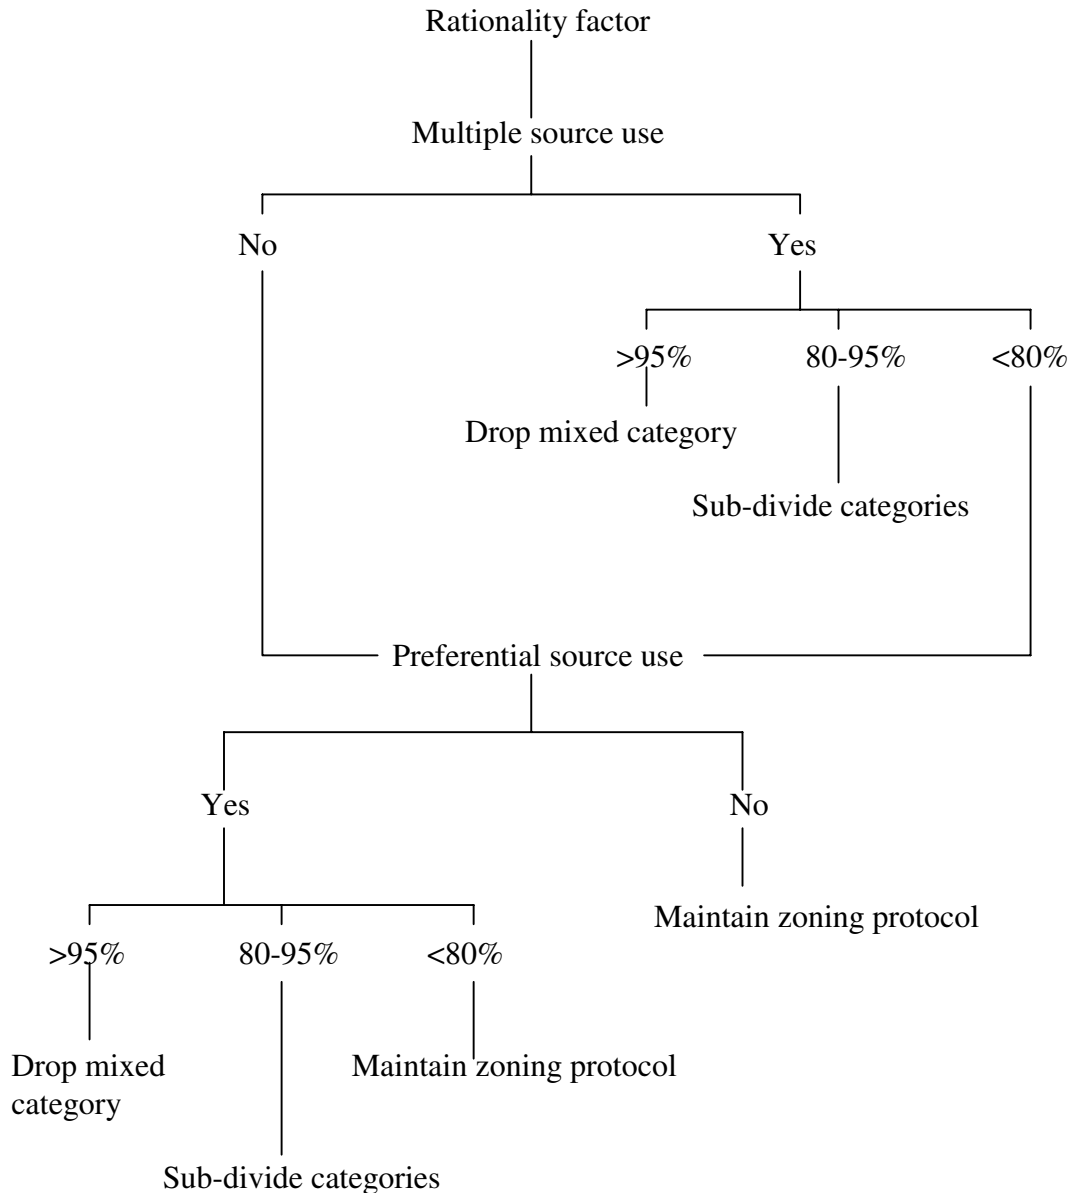 Rationality factor
Multiple source use
No
Yes
>95%
80-95%
<80%
Drop mixed category
Sub-divide categories
Preferential source use
Yes
No
Maintain zoning protocol
>95%
80-95%
<80%
Drop mixed
category
Maintain zoning protocol
Sub-divide categories